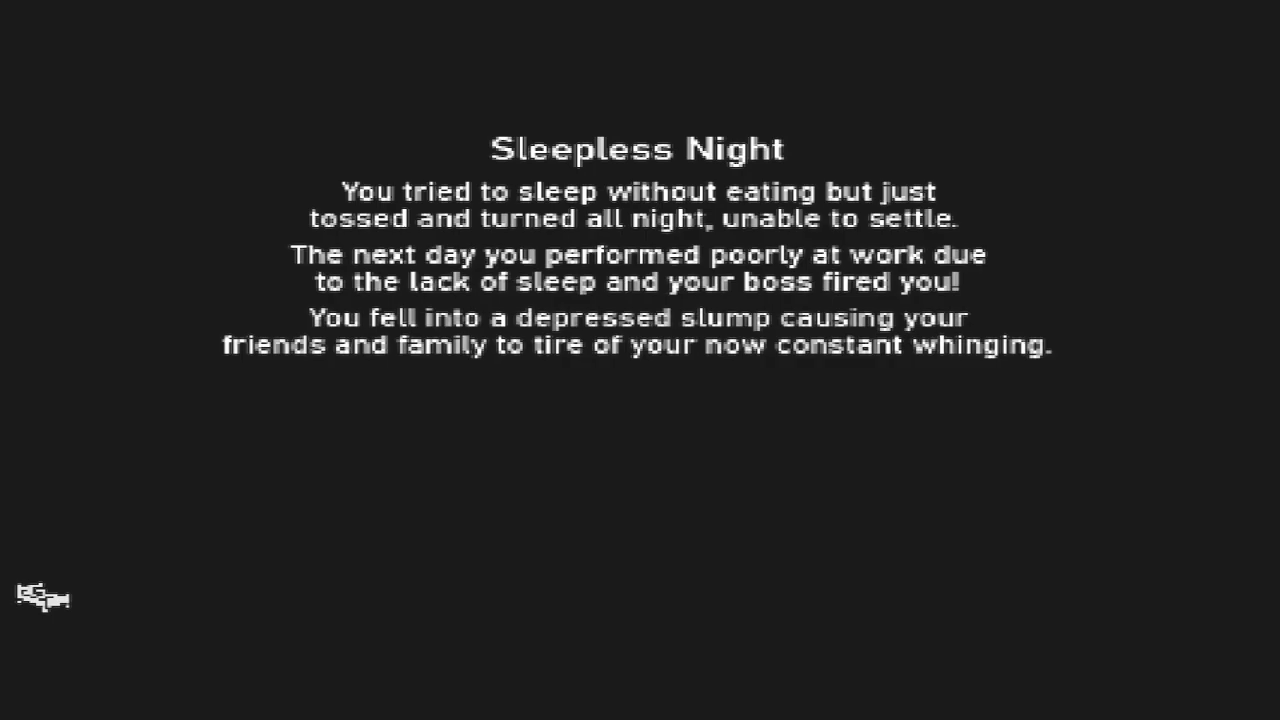 Sleepless Night
You tried to sleep without eating but just
tossed and turned all night, unable to settle.
The next day you performed poorly at work due
to the lack of sleep and your boss fired you!
You fell into a depressed slump causing your
friends and family to tire of your now constant whinging.